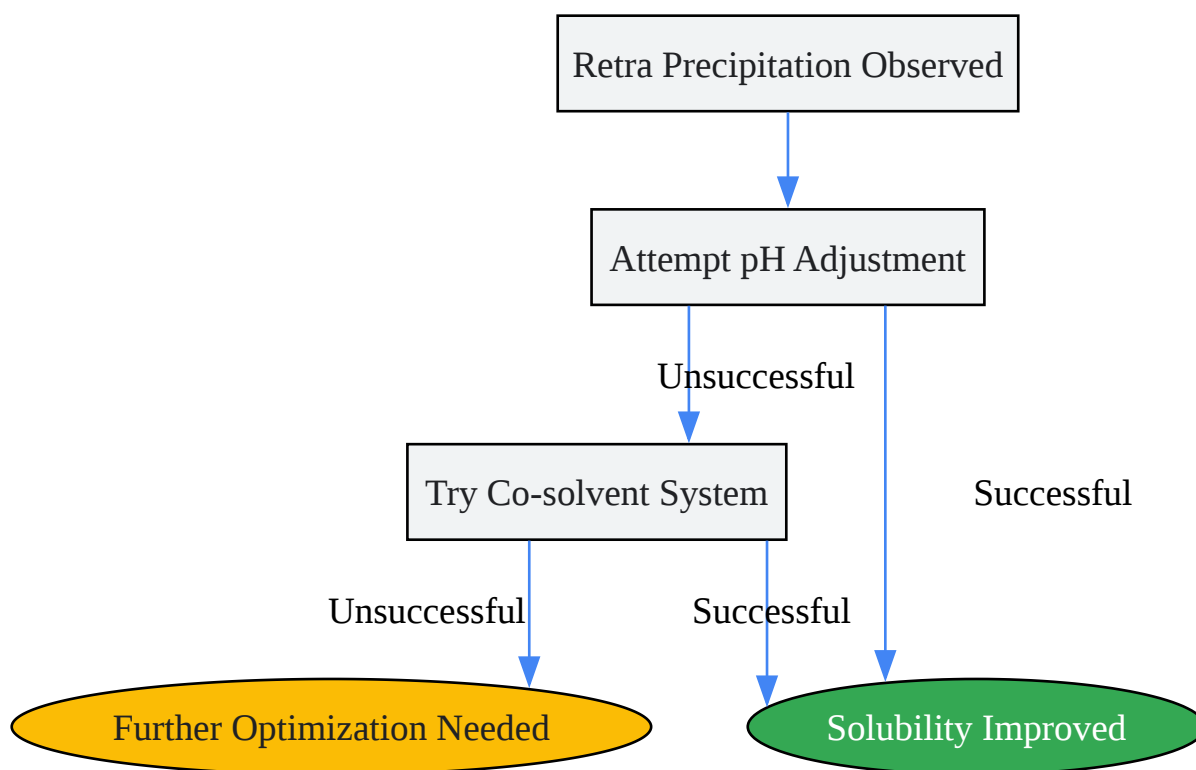 Retra Precipitation Observed
Attempt pH Adjustment
Unsuccessful
Try Co-solvent System
Successful
Unsuccessful
Successful
Further Optimization Needed
Solubility Improved